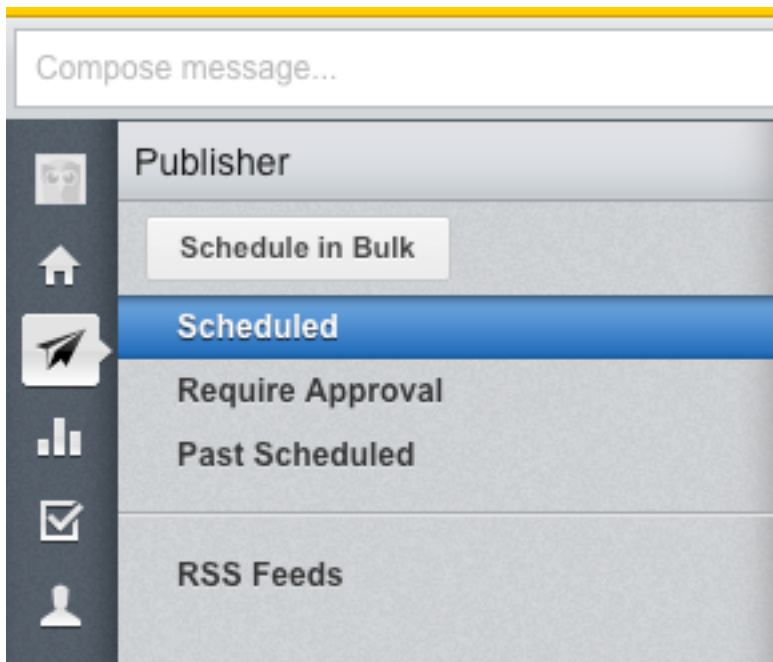 Compose message...
Publisher
Schedule in Bulk
Scheduled
Require Approval
Past Scheduled
RSS Feeds